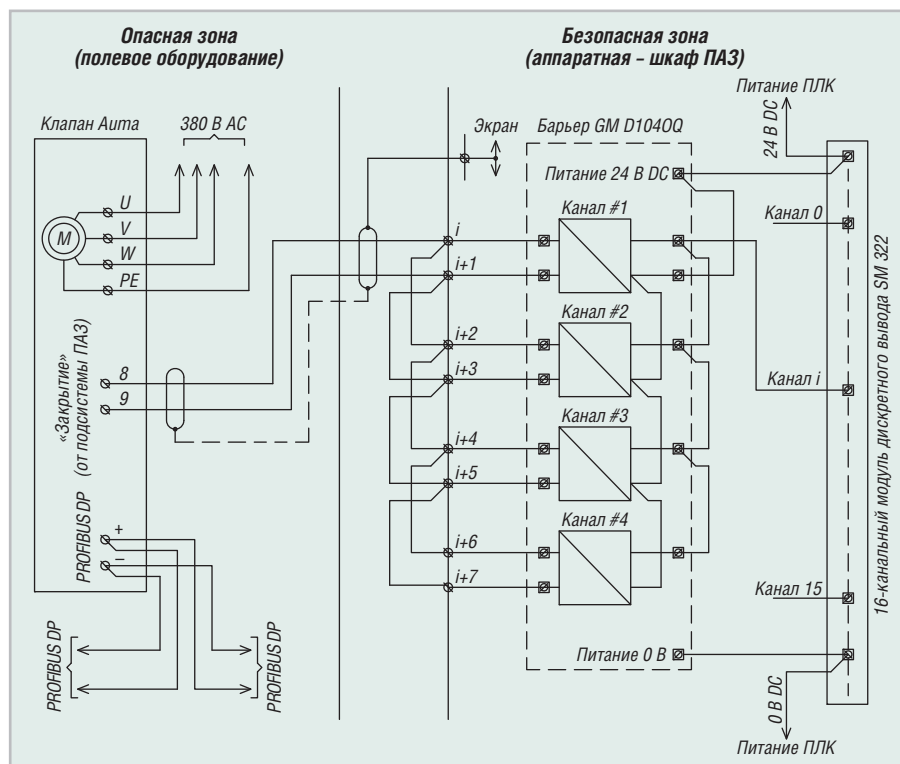 Опасная зона
(полевое оборудование)
Безопасная зона
(аппаратная – шкаф ПАЗ)
Питание ПЛК
24 В DC
Клапан Auma
380 В АС
Экран
Барьер GM D104OQ
Питание 24 В DC
U
V
W
PE
M
i
i+1
i+2
i+3
i+4
i+5
i+6
i+7
Канал #1
Канал #2
Канал #3
Канал #4
Канал 0
Канал i
Канал 15
16-канальный модуль дискретного вывода SM 322
«Закрытие»
(от подсистемы ПАЗ)
8
9
PROFIBUS DP
+
–
PROFIBUS DP
PROFIBUS DP
Питание 0 В
0 В DC
Питание ПЛК